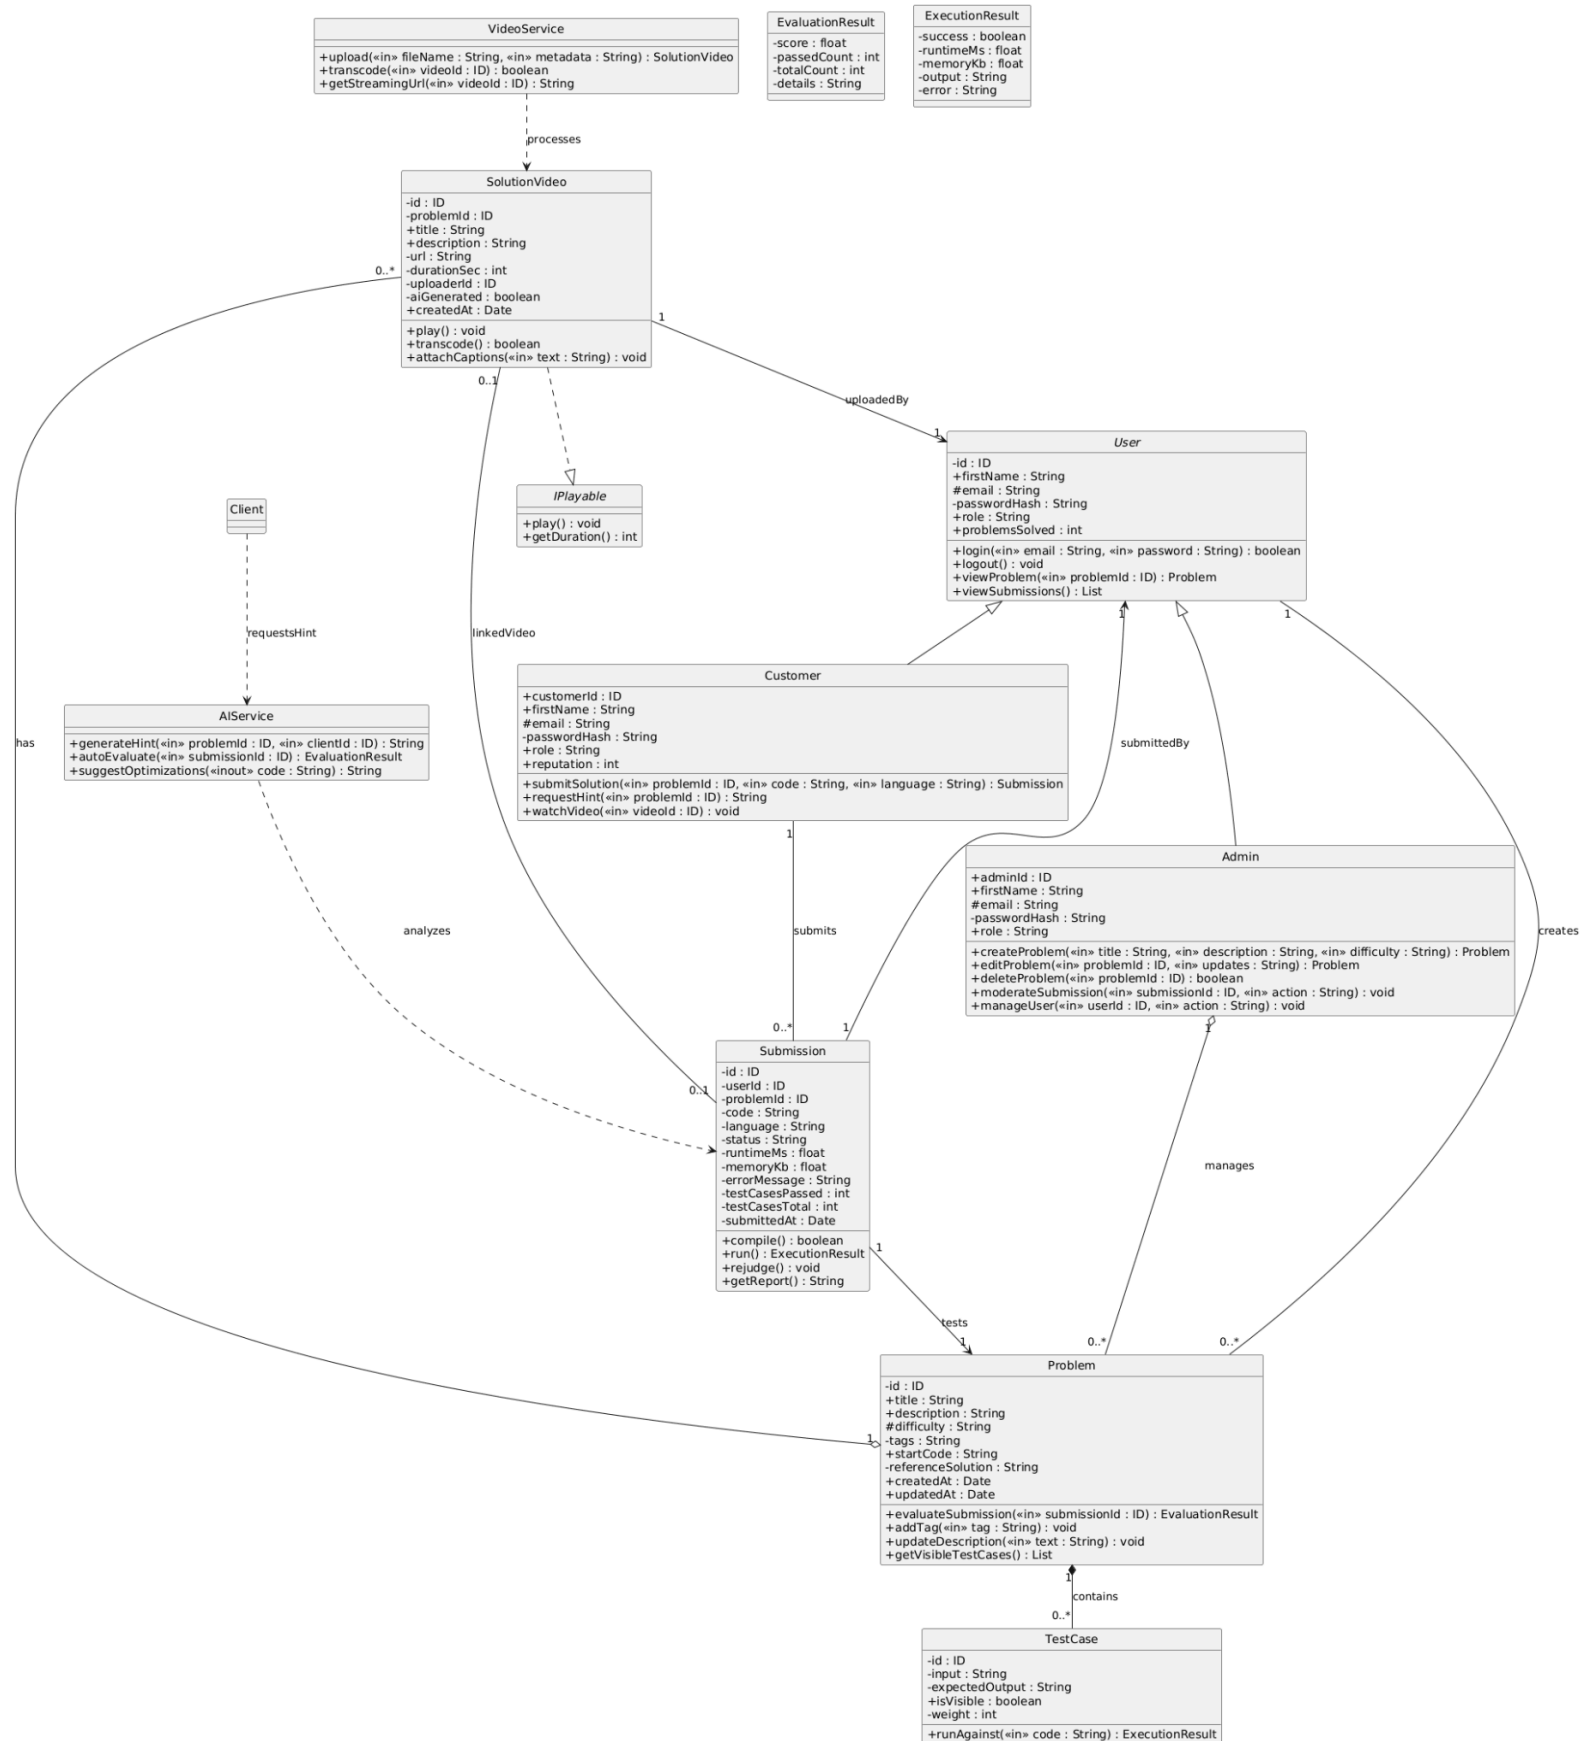 VideoService
+upload(«in» fileName : String, «in» metadata : String) : SolutionVideo
+transcode(«in» videoId : ID) : boolean
+getStreamingUrl(«in» videoId : ID) : String
EvaluationResult
-score : float
-passedCount : int
-totalCount : int
-details : String
ExecutionResult
-success : boolean
-runtimeMs : float
-memoryKb : float
-output : String
-error : String
processes
SolutionVideo
-id : ID
-problemId : ID
+title : String
+description : String
-url : String
-durationSec : int
-uploaderId : ID
-aiGenerated : boolean
+createdAt : Date
+play() : void
+transcode() : boolean
+attachCaptions(«in» text : String) : void
0..*
1
0..1
uploadedBy
1
User
-id : ID
+firstName : String
#email : String
-passwordHash : String
+role : String
+problemsSolved : int
+login(«in» email : String, «in» password : String) : boolean
+logout() : void
+viewProblem(«in» problemId : ID) : Problem
+viewSubmissions() : List
1
1
IPlayable
+play() : void
+getDuration() : int
Client
requestsHint
linkedVideo
AIService
+generateHint(«in» problemId : ID, «in» clientId : ID) : String
+autoEvaluate(«in» submissionId : ID) : EvaluationResult
+suggestOptimizations(«inout» code : String) : String
has
Customer
+customerId : ID
+firstName : String
#email : String
-passwordHash : String
+role : String
+reputation : int
+submitSolution(«in» problemId : ID, «in» code : String, «in» language : String) : Submission
+requestHint(«in» problemId : ID) : String
+watchVideo(«in» videoId : ID) : void
submittedBy
1
Admin
+adminId : ID
+firstName : String
#email : String
-passwordHash : String
+role : String
+createProblem(«in» title : String, «in» description : String, «in» difficulty : String) : Problem
+editProblem(«in» problemId : ID, «in» updates : String) : Problem
+deleteProblem(«in» problemId : ID) : boolean
+moderateSubmission(«in» submissionId : ID, «in» action : String) : void
+manageUser(«in» userId : ID, «in» action : String) : void
analyzes
submits
creates
0..*
1
1
0..1
Submission
-id : ID
-userId : ID
-problemId : ID
-code : String
-language : String
-status : String
-runtimeMs : float
-memoryKb : float
-errorMessage : String
-testCasesPassed : int
-testCasesTotal : int
-submittedAt : Date
+compile() : boolean
+run() : ExecutionResult
+rejudge() : void
+getReport() : String
manages
1
tests
1
0..*
0..*
Problem
-id : ID
+title : String
+description : String
#difficulty : String
-tags : String
+startCode : String
-referenceSolution : String
+createdAt : Date
+updatedAt : Date
+evaluateSubmission(«in» submissionId : ID) : EvaluationResult
+addTag(«in» tag : String) : void
+updateDescription(«in» text : String) : void
+getVisibleTestCases() : List
1
1
contains
0..*
TestCase
-id : ID
-input : String
-expectedOutput : String
+isVisible : boolean
-weight : int
+runAgainst(«in» code : String) : ExecutionResult